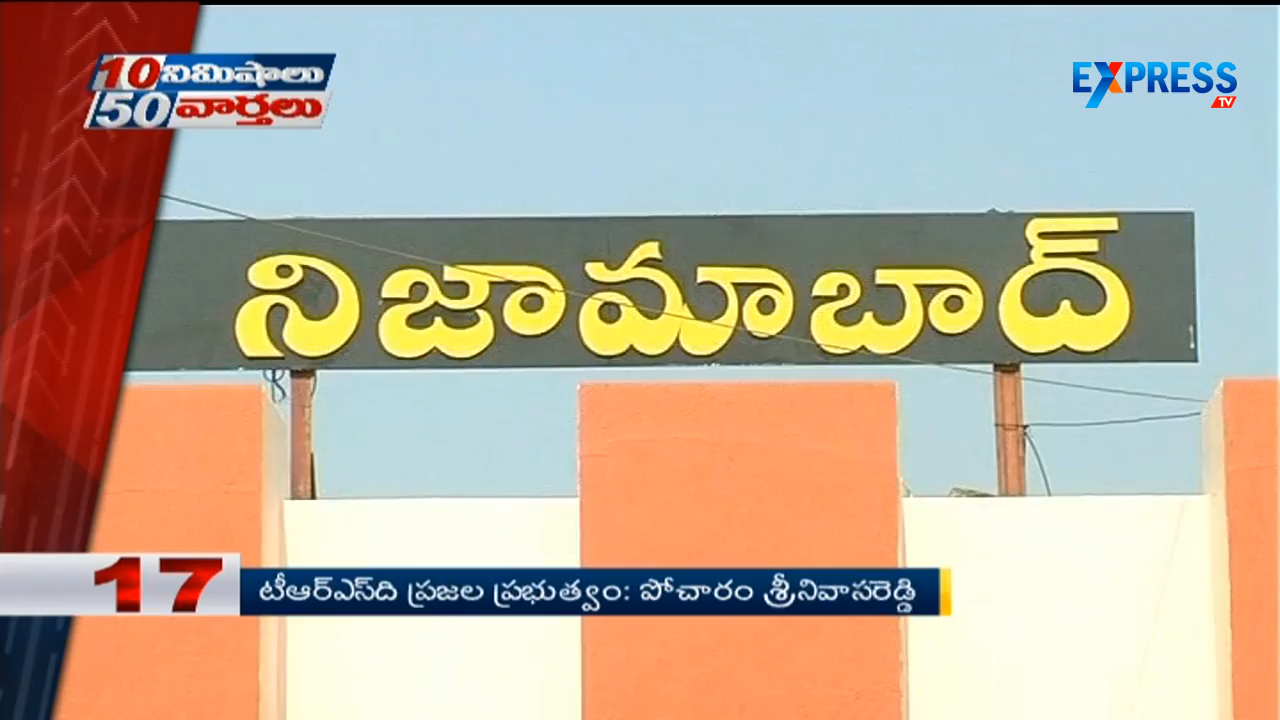 10 నిమిషాలు
50 వార్తలు
EXPRESS
TV
నిజామాబాద్
17
టీఆర్ఎస్‌ది ప్రజల ప్రభుత్వం: పోచారం శ్రీనివాసరెడ్డి